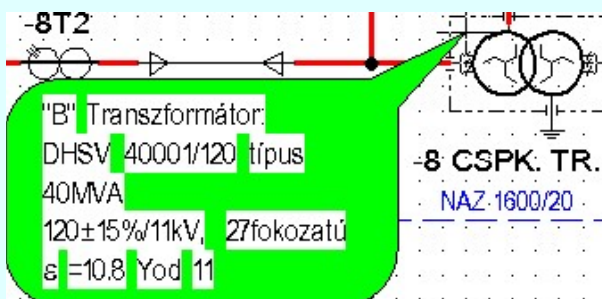 -8T2
"B" Transzformátor:
DHSV 40001/120 típus
40MVA
120±15%/11kV, 27fokozatú
ε =10.8 Yod 11
-8 CSPK. TR.
NAZ 1600/20